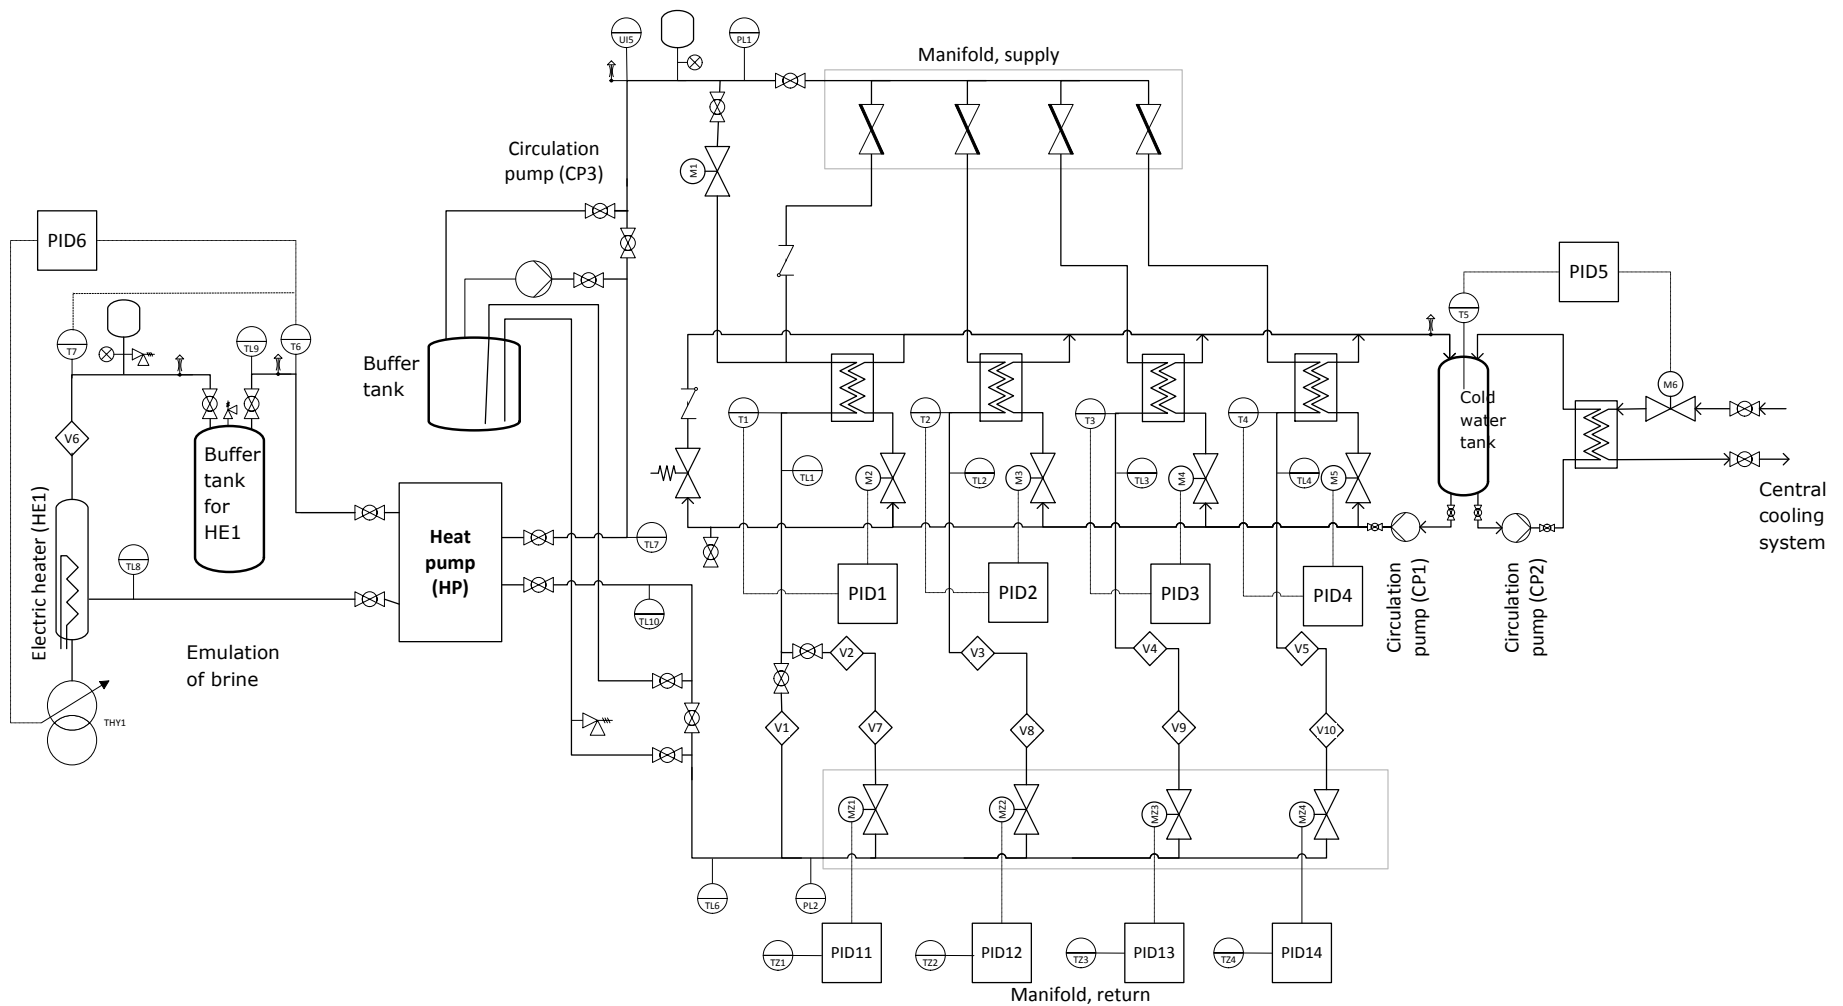 UI5
PL1
Manifold, supply
Circulation
pump (CP3)
M1
PID6
PID5
T5
T7
TL9
T6
Buffer
tank
M6
Cold
water
tank
T1
T2
T3
T4
V6
Buffer
tank
for
HE1
TL1
M2
TL2
M3
TL3
M4
TL4
M5
Central
cooling
system
Electric heater (HE1)
Heat
pump
(HP)
TL7
TL8
TL10
PID1
PID2
PID3
PID4
Circulation
pump (CP1)
Circulation
pump (CP2)
Emulation
of brine
V2
V3
V4
V5
THY1
V1
V7
V8
V9
V10
MZ1
MZ2
MZ3
MZ4
TL6
PL2
TZ1
PID11
TZ2
PID12
TZ3
PID13
TZ4
PID14
Manifold, return